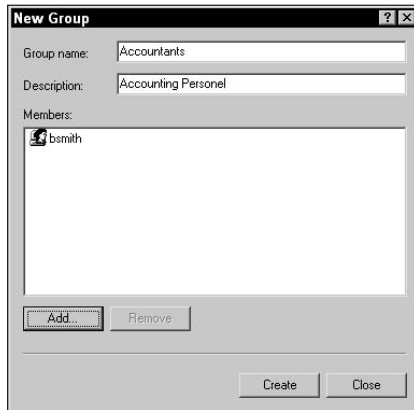 New Group
Group name: Accountants
Description: Accounting Personel
Members:
bsmith
Add... Remove
Create Close